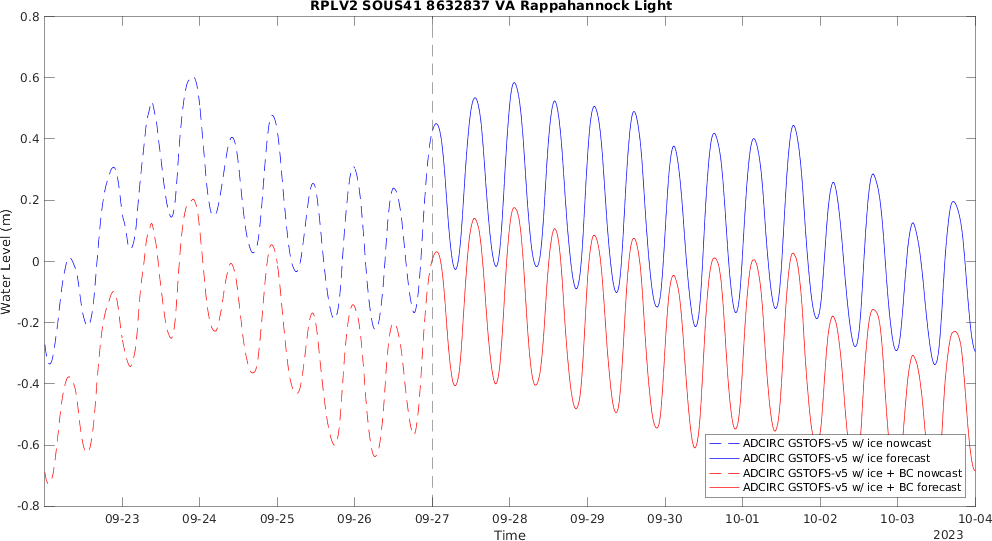 RPLV2 SOUS41 8632837 VA Rappahannock Light
0.8
0.6
0.4
0.2
0
-0.2
-0.4
-0.6
-0.8
Water Level (m)
ADCIRC GSTOFS-v5 w/ ice nowcast
ADCIRC GSTOFS-v5 w/ ice forecast
ADCIRC GSTOFS-v5 w/ ice + BC nowcast
ADCIRC GSTOFS-v5 w/ ice + BC forecast
09-23 09-24 09-25 09-26 09-27 09-28 09-29 09-30 10-01 10-02 10-03 10-04
Time
2023